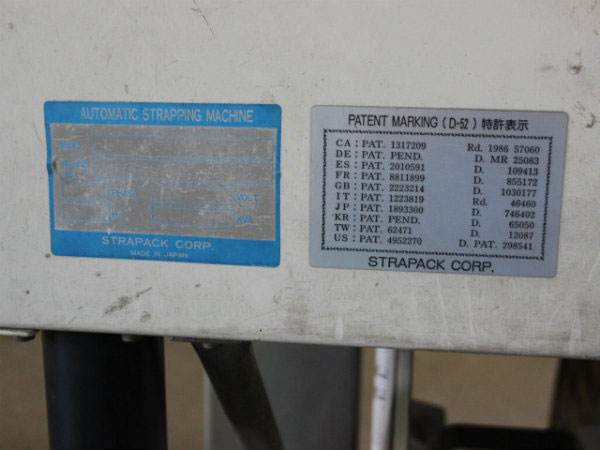 AUTOMATIC STRAPPING MACHINE
PHASE
VOLT
KVA
STRAPACK CORP.
MADE IN JAPAN
PATENT MARKING (D-52) 特許表示
CA : PAT. 1317209 Rd. 1986 57060
DE : PAT. PEND. D. MR 25083
ES : PAT. 2010591 D. 109413
FR : PAT. 8811899 D. 855172
GB : PAT. 2223214 D. 1030177
IT : PAT. 1223819 Rd. 46460
JP : PAT. 1893300 D. 746402
KR : PAT. PEND. D. 65050
TW : PAT. 62471 D. 12087
US : PAT. 4952270 D. PAT. 298541
STRAPACK CORP.